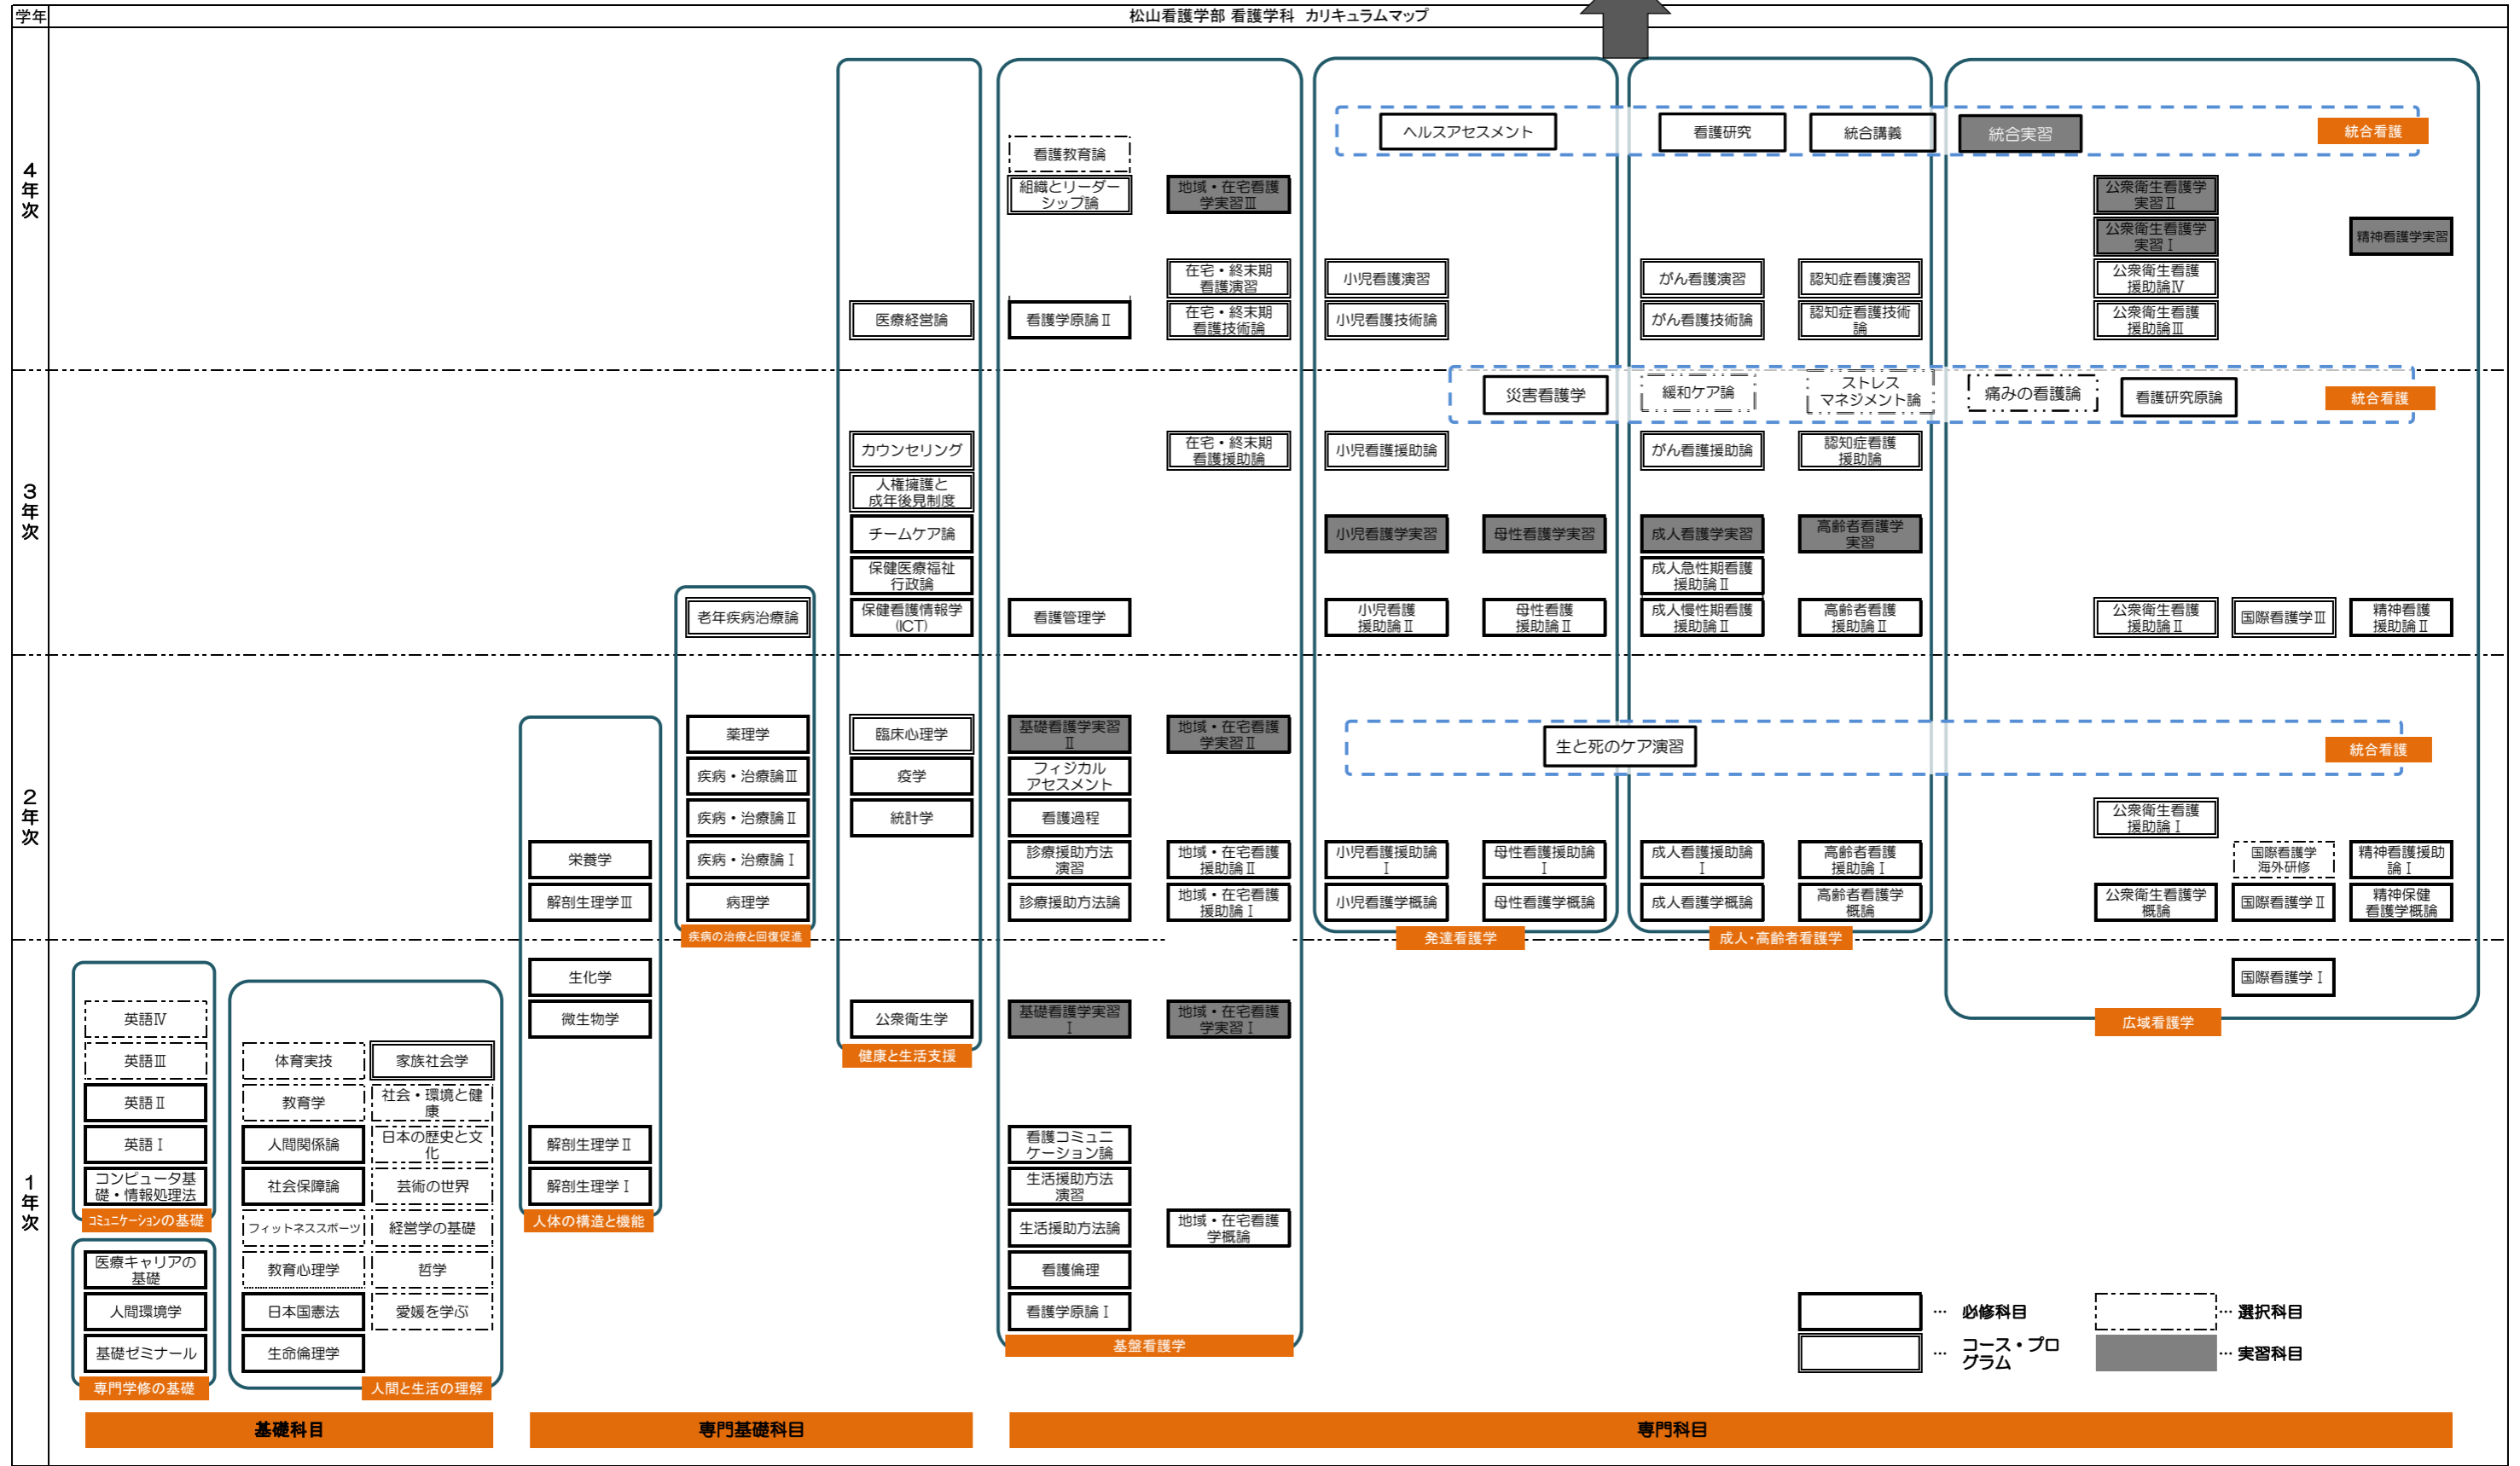 学年
松山看護学部 看護学科 カリキュラムマップ
4
年
次
ヘルスアセスメント
看護研究
統合講義
統合実習
統合看護
看護教育論
組織とリーダー
シップ論
地域・在宅看護
学実習Ⅲ
公衆衛生看護学
実習Ⅱ
公衆衛生看護学
実習Ⅰ
精神看護学実習
在宅・終末期
看護演習
小児看護演習
がん看護演習
認知症看護演習
公衆衛生看護
援助論Ⅳ
医療経営論
看護学原論Ⅱ
在宅・終末期
看護技術論
小児看護技術論
がん看護技術論
認知症看護技術
論
公衆衛生看護
援助論Ⅲ
3
年
次
災害看護学
緩和ケア論
ストレス
マネジメント論
痛みの看護論
看護研究原論
統合看護
カウンセリング
在宅・終末期
看護援助論
小児看護援助論
がん看護援助論
認知症看護
援助論
人権擁護と
成年後見制度
チームケア論
小児看護学実習
母性看護学実習
成人看護学実習
高齢者看護学
実習
保健医療福祉
行政論
成人急性期看護
援助論Ⅱ
老年疾病治療論
保健看護情報学
(ICT)
看護管理学
小児看護
援助論Ⅱ
母性看護
援助論Ⅱ
成人慢性期看護
援助論Ⅱ
高齢者看護
援助論Ⅱ
公衆衛生看護
援助論Ⅱ
国際看護学Ⅲ
精神看護
援助論Ⅱ
2
年
次
薬理学
臨床心理学
基礎看護学実習
Ⅱ
地域・在宅看護
学実習Ⅱ
生と死のケア演習
統合看護
疾病・治療論Ⅲ
疫学
フィジカル
アセスメント
疾病・治療論Ⅱ
統計学
看護過程
公衆衛生看護
援助論Ⅰ
栄養学
疾病・治療論Ⅰ
診療援助方法
演習
地域・在宅看護
援助論Ⅱ
小児看護援助論
Ⅰ
母性看護援助論
Ⅰ
成人看護援助論
Ⅰ
高齢者看護
援助論Ⅰ
国際看護学
海外研修
精神看護援助
論Ⅰ
解剖生理学Ⅲ
病理学
診療援助方法論
地域・在宅看護
援助論Ⅰ
小児看護学概論
母性看護学概論
成人看護学概論
高齢者看護学
概論
公衆衛生看護学
概論
国際看護学Ⅱ
精神保健
看護学概論
疾病の治療と回復促進
発達看護学
成人・高齢者看護学
1
年
次
生化学
国際看護学Ⅰ
英語Ⅳ
微生物学
公衆衛生学
基礎看護学実習
Ⅰ
地域・在宅看護
学実習Ⅰ
広域看護学
英語Ⅲ
体育実技
家族社会学
健康と生活支援
英語Ⅱ
教育学
社会・環境と健
康
英語Ⅰ
人間関係論
日本の歴史と文
化
解剖生理学Ⅱ
看護コミュニ
ケーション論
コンピュータ基
礎・情報処理法
社会保障論
芸術の世界
解剖生理学Ⅰ
生活援助方法
演習
コミュニケーションの基礎
フィットネススポーツ
経営学の基礎
人体の構造と機能
生活援助方法論
地域・在宅看護
学概論
医療キャリアの
基礎
教育心理学
哲学
看護倫理
人間環境学
日本国憲法
愛媛を学ぶ
看護学原論Ⅰ
基礎ゼミナール
生命倫理学
基盤看護学
専門学修の基礎
人間と生活の理解
… 必修科目
… 選択科目
… コース・プロ
グラム
… 実習科目
基礎科目
専門基礎科目
専門科目